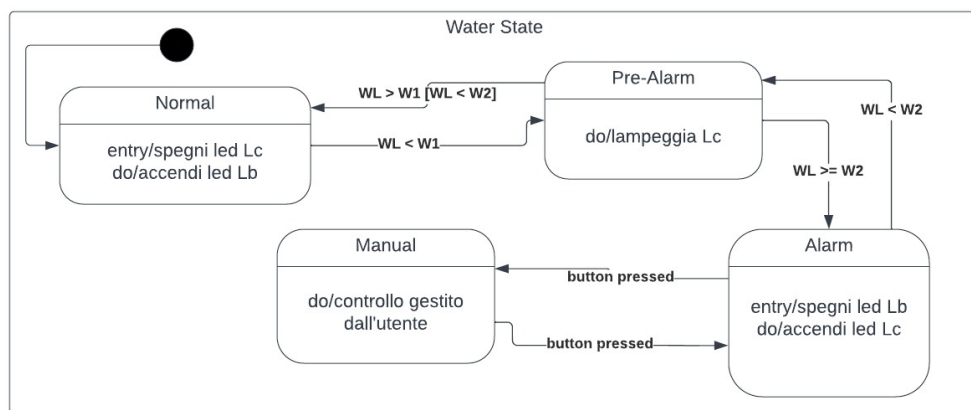 Water State
Normal
entry/spegni led Lc
do/accendi led Lb
WL > W1 [WL < W2]
WL < W1
Pre-Alarm
do/lampeggia Lc
WL < W2
WL >= W2
Manual
do/controllo gestito
dall'utente
button pressed
button pressed
Alarm
entry/spegni led Lb
do/accendi led Lc